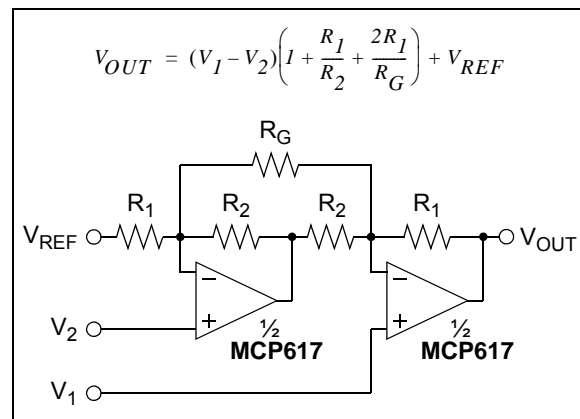 V_OUT = (V_1 – V_2)(1 + R_1/R_2 + 2R_1/R_G) + V_REF
R_G
R_1 R_2 R_2 R_1
V_REF V_OUT
– –
V_2 + +
½ ½
MCP617 MCP617
V_1